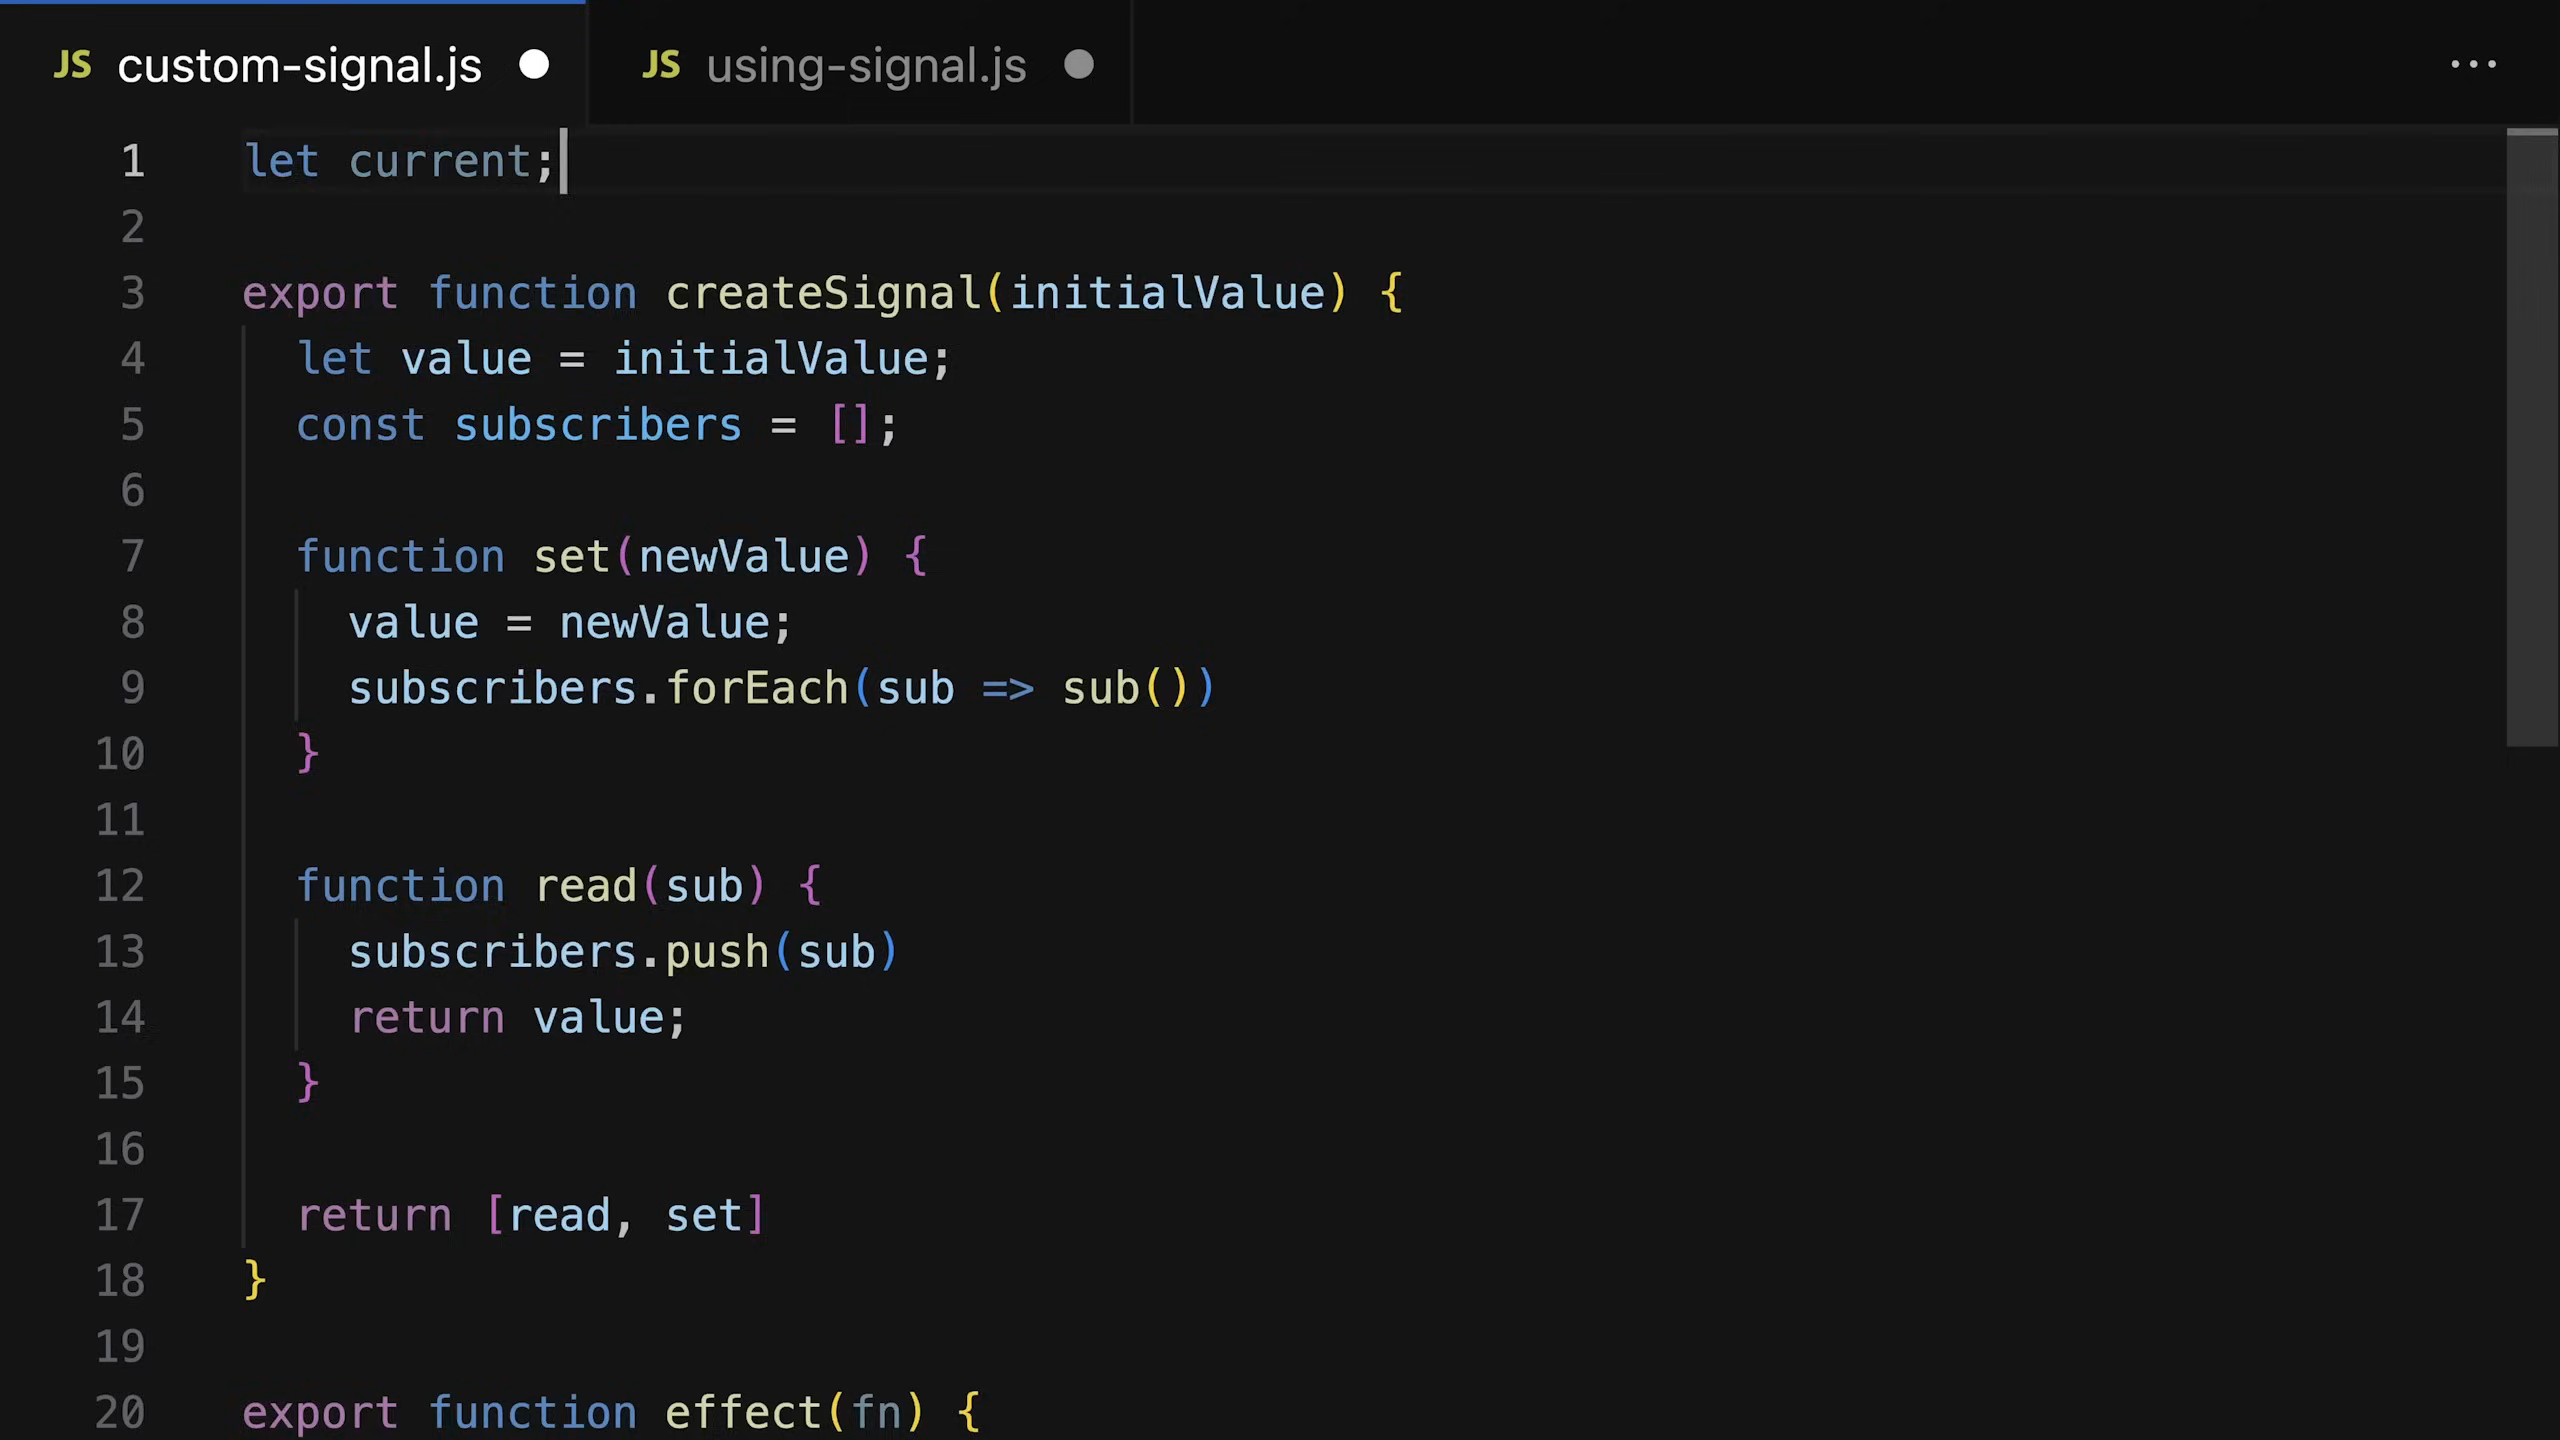 JS custom-signal.js
JS using-signal.js
...
1 let current;
2
3 export function createSignal(initialValue) {
4   let value = initialValue;
5   const subscribers = [];
6
7   function set(newValue) {
8     value = newValue;
9     subscribers.forEach(sub => sub())
10   }
11
12   function read(sub) {
13     subscribers.push(sub)
14     return value;
15   }
16
17   return [read, set]
18 }
19
20 export function effect(fn) {